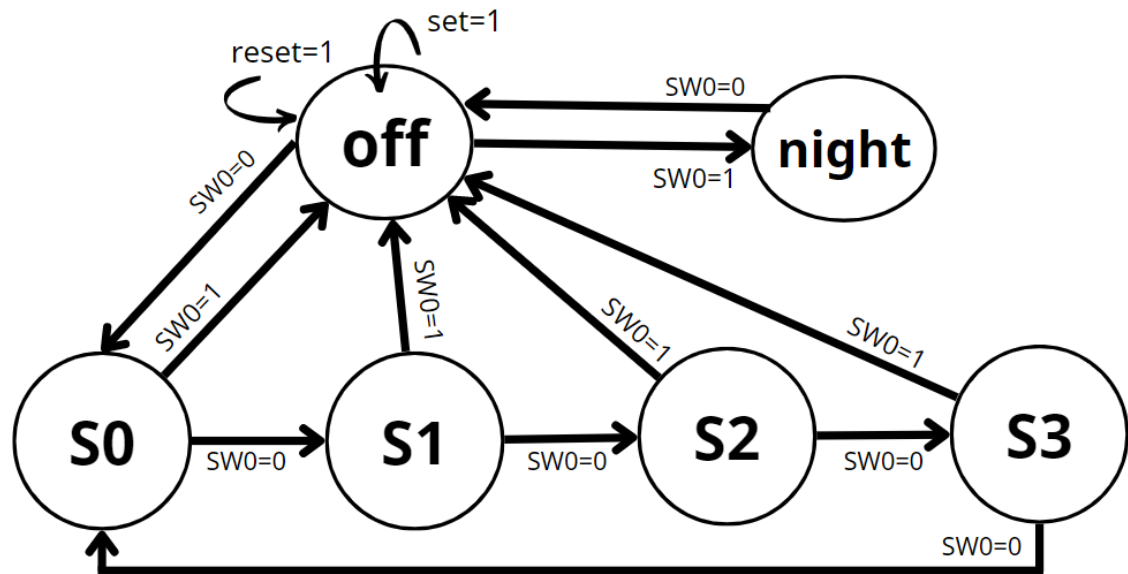 set=1
reset=1
SW0=0
off
night
SW0=0
SW0=1
SW0=1
SW0=1
SW0=1
SW0=1
S0
S1
S2
S3
SW0=0
SW0=0
SW0=0
SW0=0